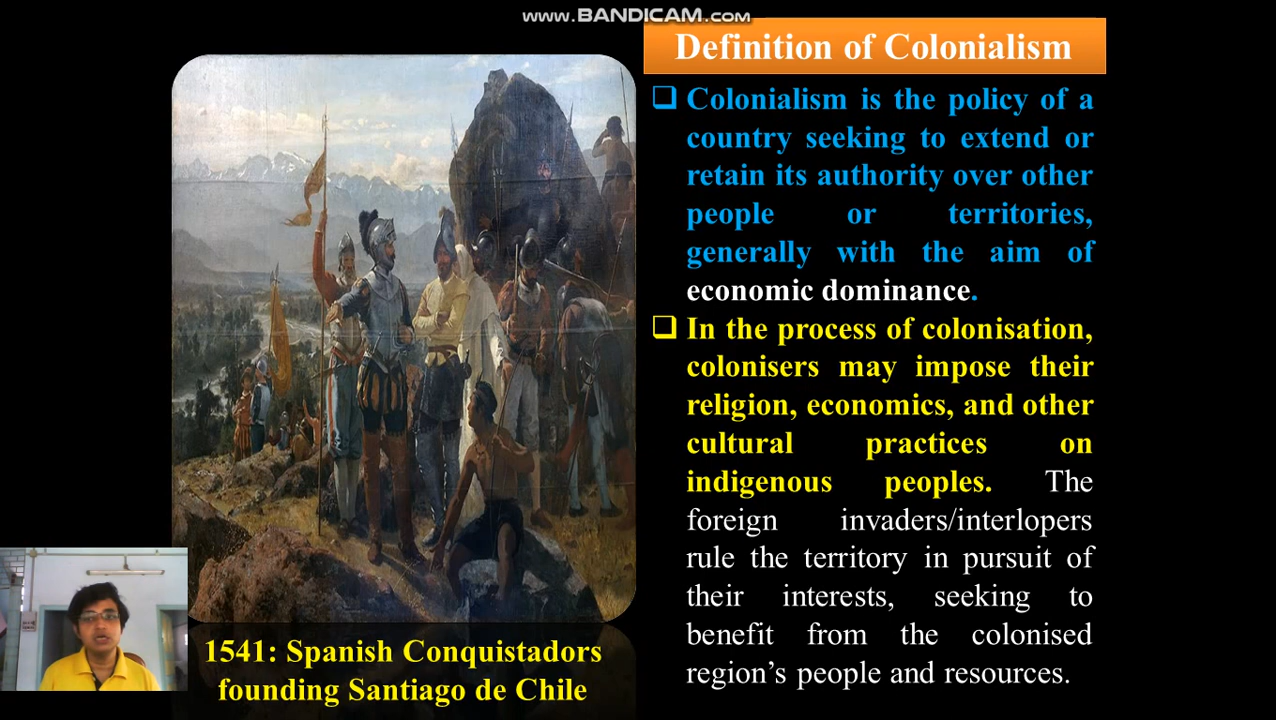 www.BANDICAM.com
Definition of Colonialism
❑ Colonialism is the policy of a
country seeking to extend or
retain its authority over other
people or territories,
generally with the aim of
economic dominance.
❑ In the process of colonisation,
colonisers may impose their
religion, economics, and other
cultural practices on
indigenous peoples. The
foreign invaders/interlopers
rule the territory in pursuit of
their interests, seeking to
benefit from the colonised
region's people and resources.
1541: Spanish Conquistadors
founding Santiago de Chile